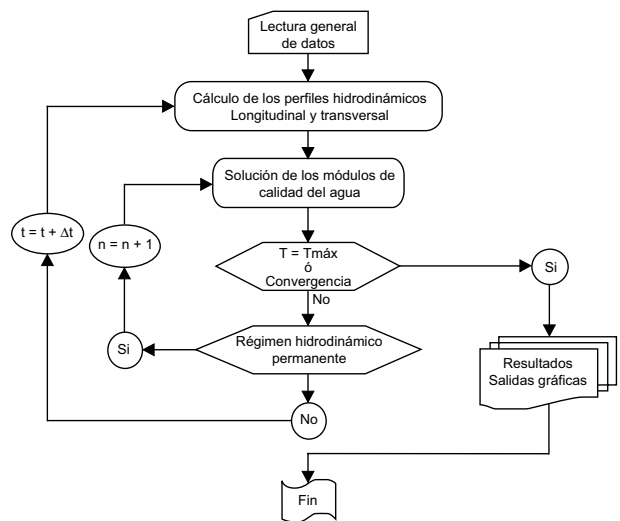 Lectura general
de datos
Cálculo de los perfiles hidrodinámicos
Longitudinal y transversal
Solución de los módulos de
calidad del agua
t = t + Δt
n = n + 1
T = Tmáx
ó
Convergencia
Si
No
Si
Régimen hidrodinámico
permanente
Resultados
Salidas gráficas
No
Fin